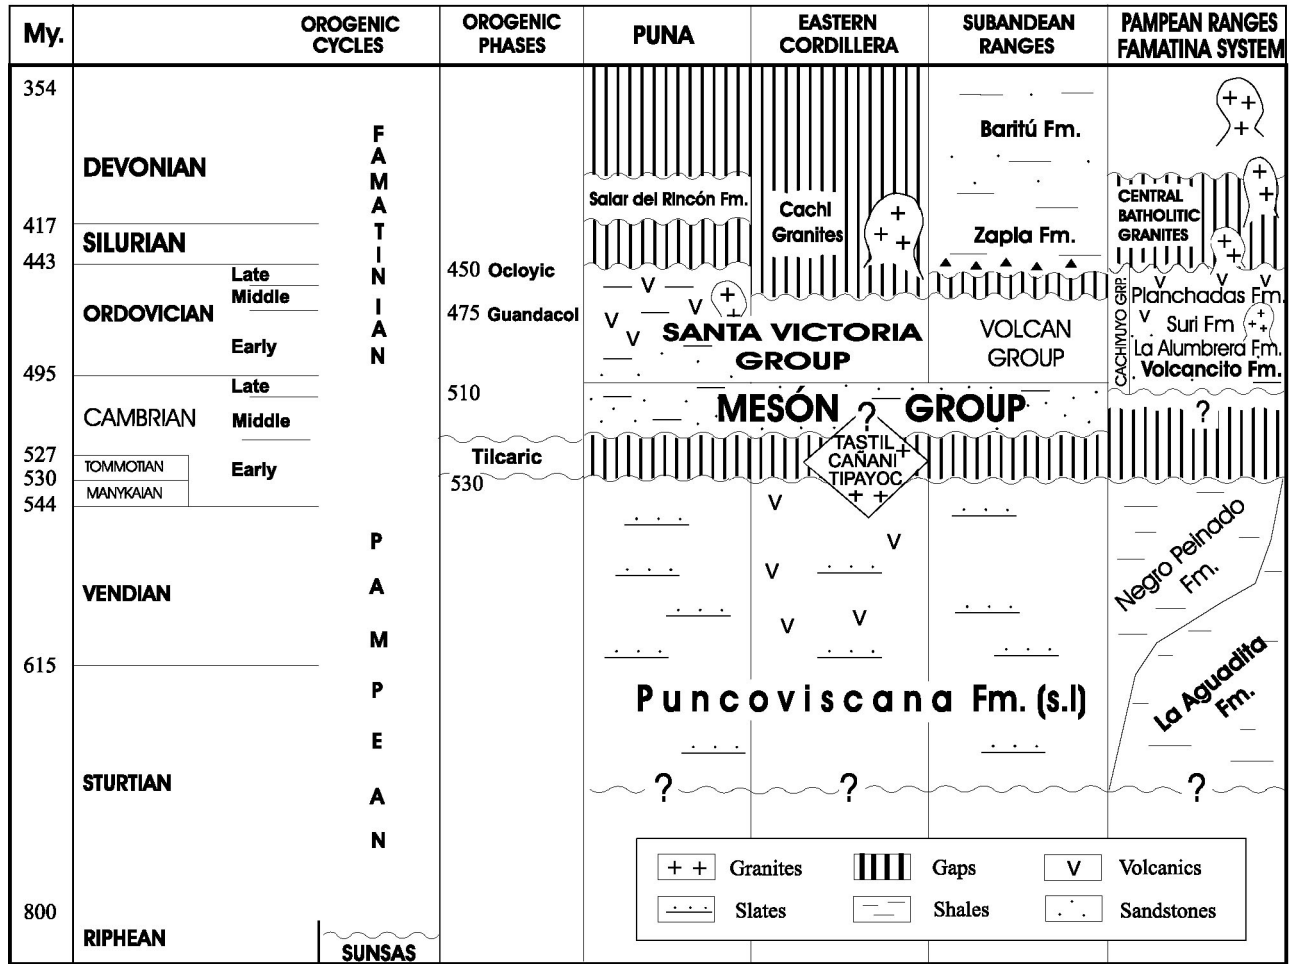 My.
OROGENIC
CYCLES
OROGENIC
PHASES
PUNA
EASTERN
CORDILLERA
SUBANDEAN
RANGES
PAMPEAN RANGES
FAMATINA SYSTEM
354
DEVONIAN
417
SILURIAN
443
ORDOVICIAN
Late
Middle
Early
495
CAMBRIAN
Late
Middle
Early
527
TOMMOTIAN
530
MANYKAIAN
544
VENDIAN
615
STURTIAN
800
RIPHEAN
FAMATINIAN
PAMPEAN
SUNSAS
450 Ocloyic
475 Guandacol
510
Tilcaric
530
Salar del Rincón Fm.
Cachi
Granites
+ +
+ +
Baritú Fm.
Zapla Fm.
+ +
+
CENTRAL
BATHOLITIC
GRANITES
+ +
+
+ +
+
V
V V
V
V
+
+
SANTA VICTORIA
GROUP
VOLCAN
GROUP
CACHIYUYO GRP.
V V V
Planchadas Fm.
V
Suri Fm
+
+ +
La Alumbrera Fm.
Volcancito Fm.
MESÓN ? GROUP
?
TASTIL +
CAÑANI
TIPAYOC
+ +
V
V
V
V
V
Negro Peinado
Fm.
La Aguadita
Fm.
Puncoviscana Fm. (s.l)
? ? ?
+ + Granites
Gaps
V Volcanics
Slates
Shales
Sandstones